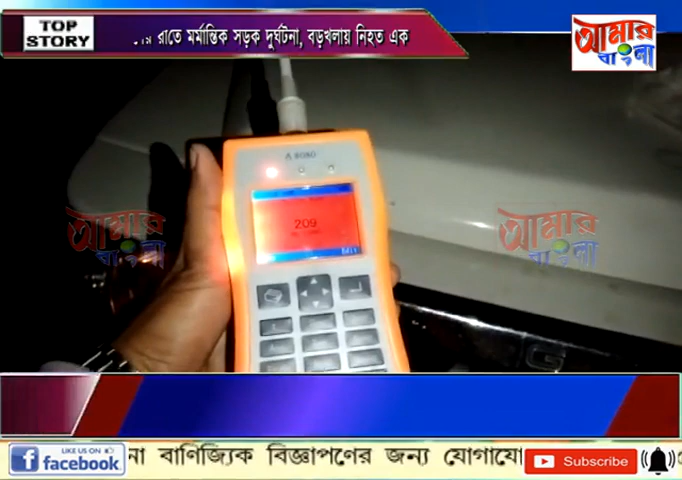 TOP
STORY
রাতে মর্মান্তিক সড়ক দুর্ঘটনা, বড়খলায় নিহত এক
আমার
বাংলা
209
আমার
বাংলা
আমার
বাংলা
LIKE US ON
facebook.
না বাণিজ্যিক বিজ্ঞাপনের জন্য যোগাযো
Subscribe